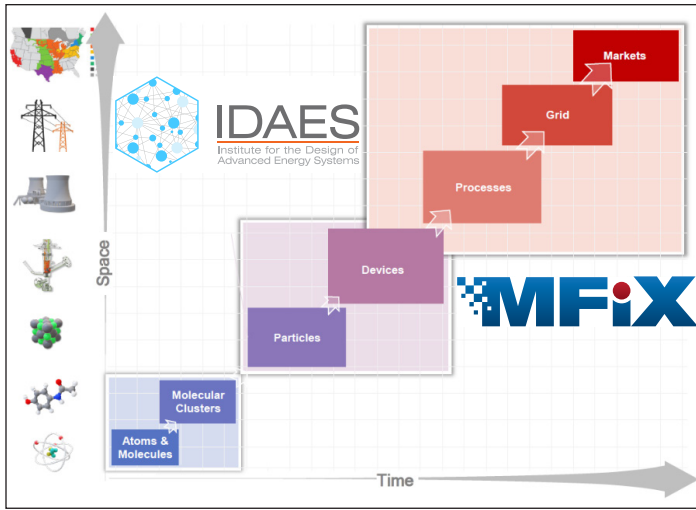 Markets
IDAES
Institute for the Design of
Advanced Energy Systems
Grid
Processes
Space
Devices
MFiX
Particles
Molecular
Clusters
Atoms &
Molecules
Time